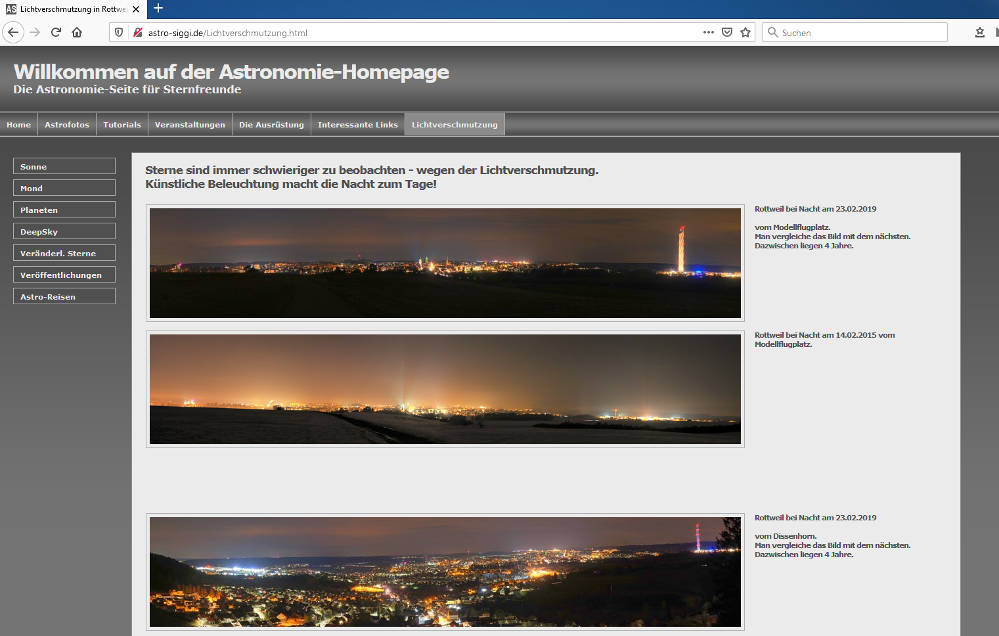 Lichtverschmutzung in Rottwei
astro-siggi.de/Lichtverschmutzung.html
Suchen
Willkommen auf der Astronomie-Homepage
Die Astronomie-Seite für Sternfreunde
Home Astrofotos Tutorials Veranstaltungen Die Ausrüstung Interessante Links Lichtverschmutzung
Sonne
Mond
Planeten
DeepSky
Veränderl. Sterne
Veröffentlichungen
Astro-Reisen
Sterne sind immer schwieriger zu beobachten - wegen der Lichtverschmutzung.
Künstliche Beleuchtung macht die Nacht zum Tage!
Rottweil bei Nacht am 23.02.2019
vom Modellflugplatz.
Man vergleiche das Bild mit dem nächsten.
Dazwischen liegen 4 Jahre.
Rottweil bei Nacht am 14.02.2015 vom
Modellflugplatz.
Rottweil bei Nacht am 23.02.2019
vom Dissenhorn.
Man vergleiche das Bild mit dem nächsten.
Dazwischen liegen 4 Jahre.